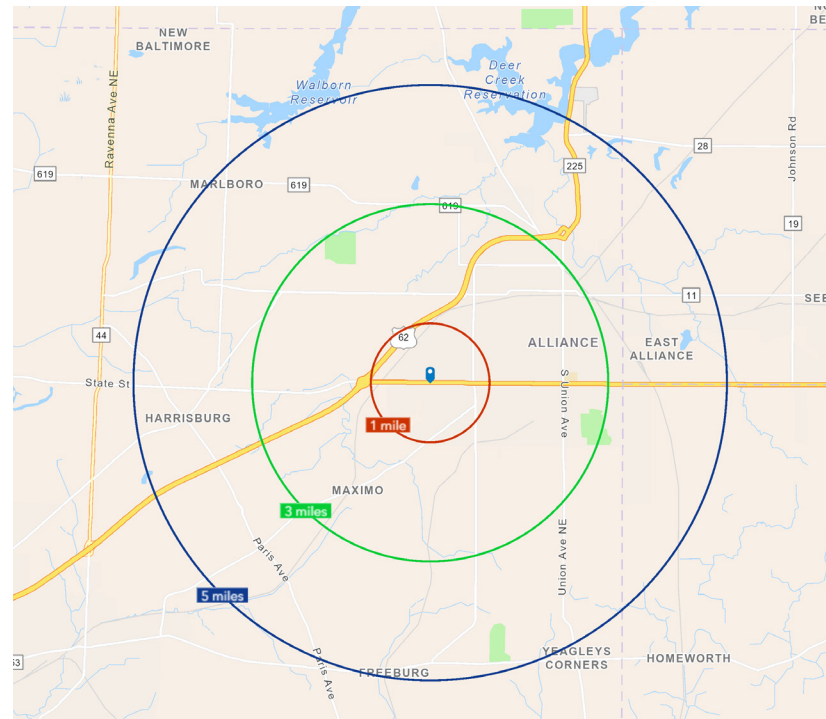 NEW
BALTIMORE
Ravenna Ave NE
Walborn
Reservoir
Deer
Creek
Reservation
28
Johnson Rd
225
619
MARLBORO
619
619
19
11
44
62
ALLIANCE
EAST
ALLIANCE
State St
HARRISBURG
S Union Ave
1 mile
MAXIMO
3 miles
Paris Ave
Union Ave NE
5 miles
Paris Ave
FREEBURG
YEAGLEYS
CORNERS
HOMEWORTH